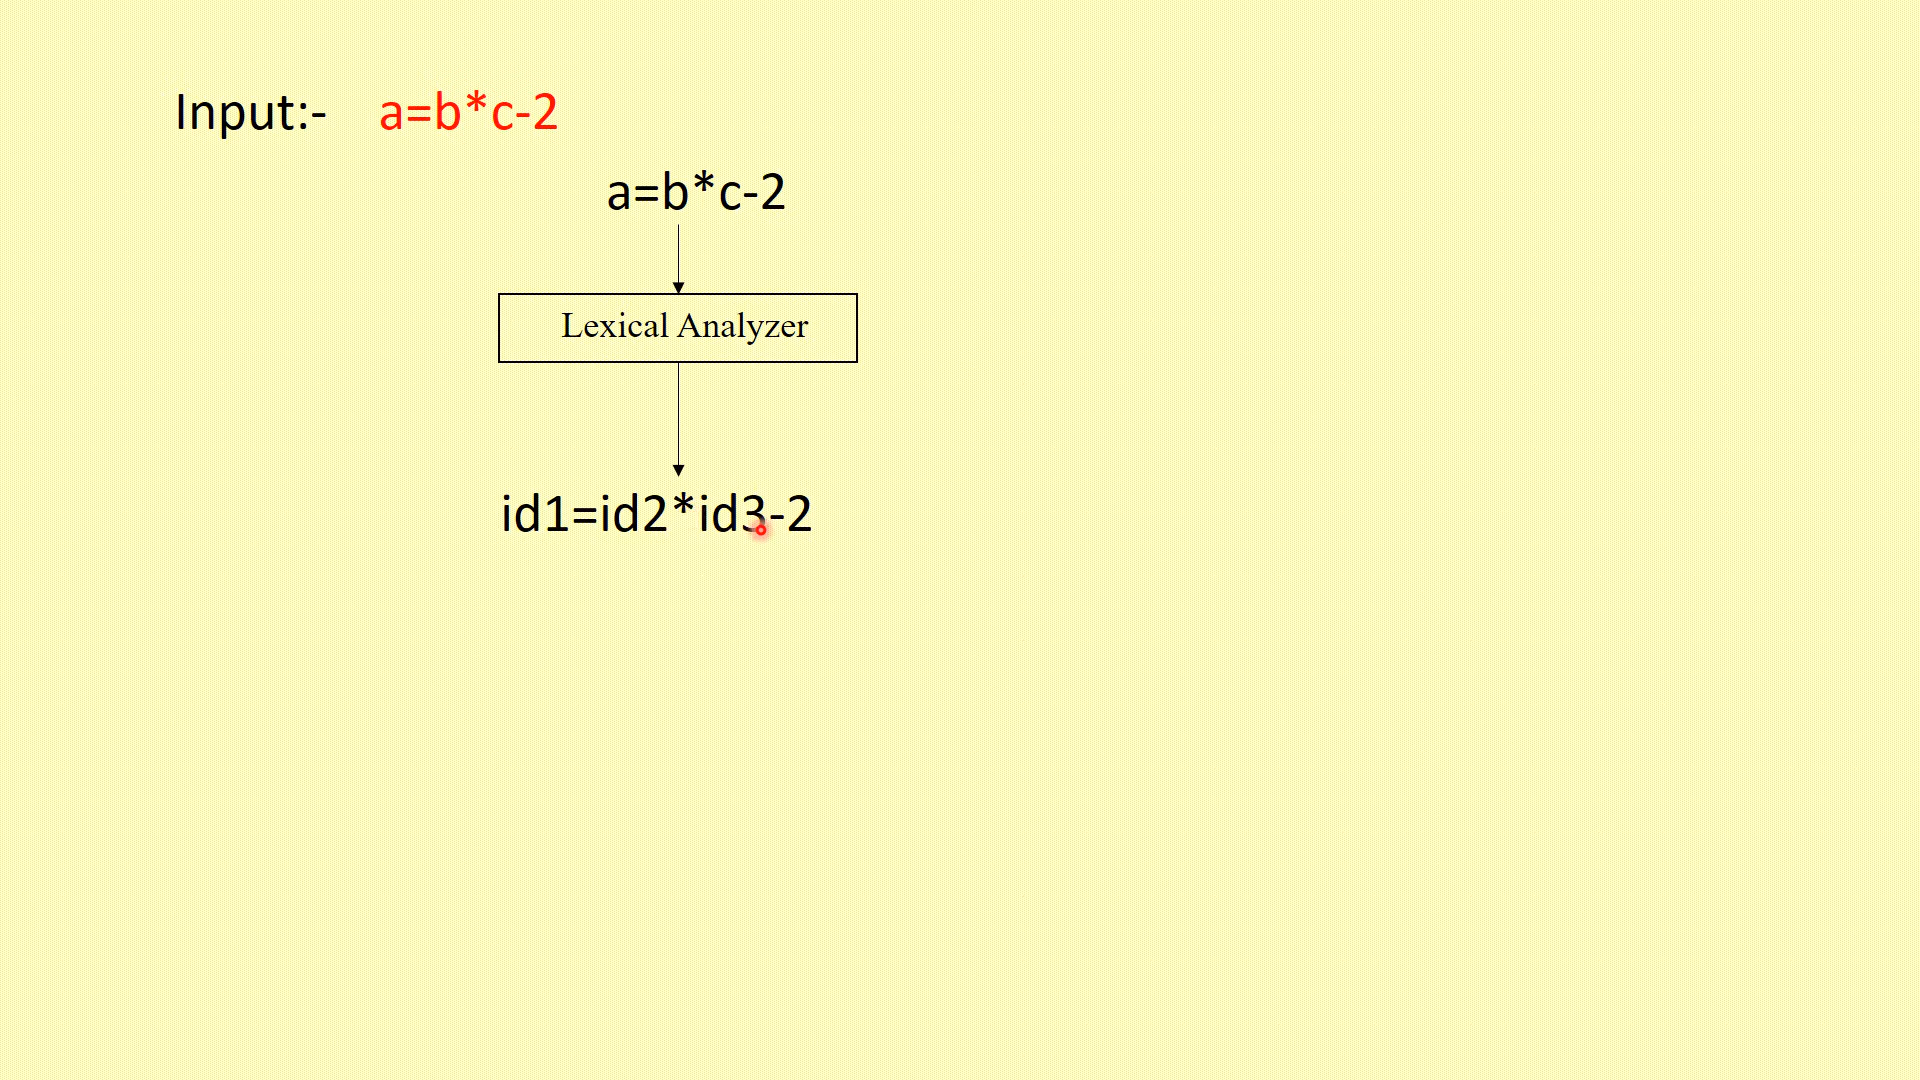 Input:- a=b*c-2
a=b*c-2
Lexical Analyzer
id1=id2*id3-2